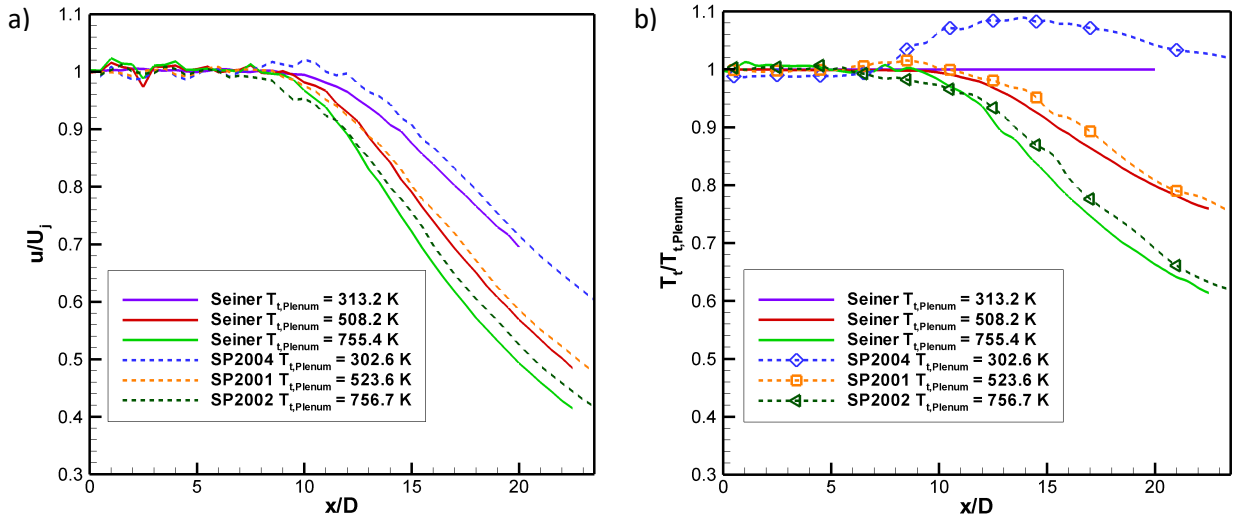 a)
1.1
1
0.9
0.8
0.7
0.6
0.5
0.4
0.3
u/Uj
Seiner Tt,Plenum = 313.2 K
Seiner Tt,Plenum = 508.2 K
Seiner Tt,Plenum = 755.4 K
SP2004 Tt,Plenum = 302.6 K
SP2001 Tt,Plenum = 523.6 K
SP2002 Tt,Plenum = 756.7 K
0 5 10 15 20
x/D
b)
1.1
1
0.9
0.8
0.7
0.6
0.5
0.4
0.3
Tt/Tt,Plenum
Seiner Tt,Plenum = 313.2 K
Seiner Tt,Plenum = 508.2 K
Seiner Tt,Plenum = 755.4 K
SP2004 Tt,Plenum = 302.6 K
SP2001 Tt,Plenum = 523.6 K
SP2002 Tt,Plenum = 756.7 K
0 5 10 15 20
x/D